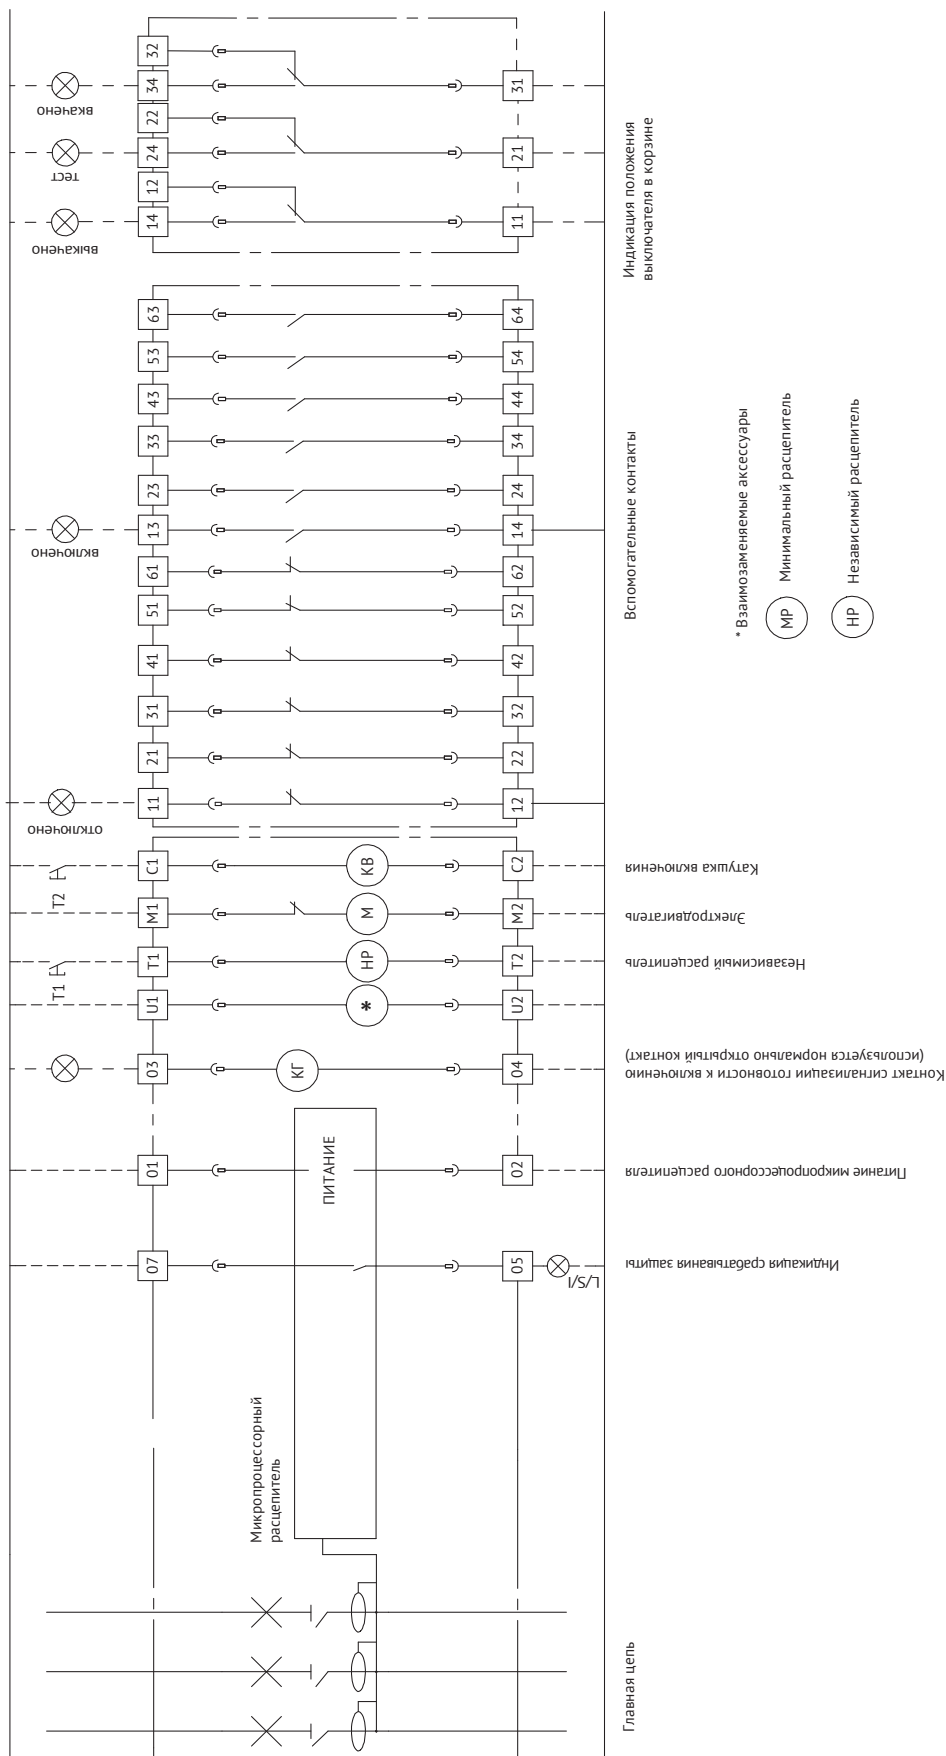 вкачено
тест
выкачено
включено
отключено
32
34
22
24
12
14
31
21
11
Индикация положения
выключателя в корзине
63
53
43
33
23
13
61
51
41
31
21
11
64
54
44
34
24
14
62
52
42
32
22
12
Вспомогательные контакты
* Взаимозаменяемые аксессуары
МР
Минимальный расцепитель
НР
Независимый расцепитель
T2
C1
КВ
C2
Катушка включения
M1
М
M2
Электродвигатель
T1
T1
НР
T2
Независимый расцепитель
U1
*
U2
03
КГ
04
Контакт сигнализации готовности к включению
(используется нормально открытый контакт)
01
ПИТАНИЕ
02
Питание микропроцессорного расцепителя
07
05
L/S/I
Индикация срабатывания защиты
Микропроцессорный
расцепитель
Главная цепь